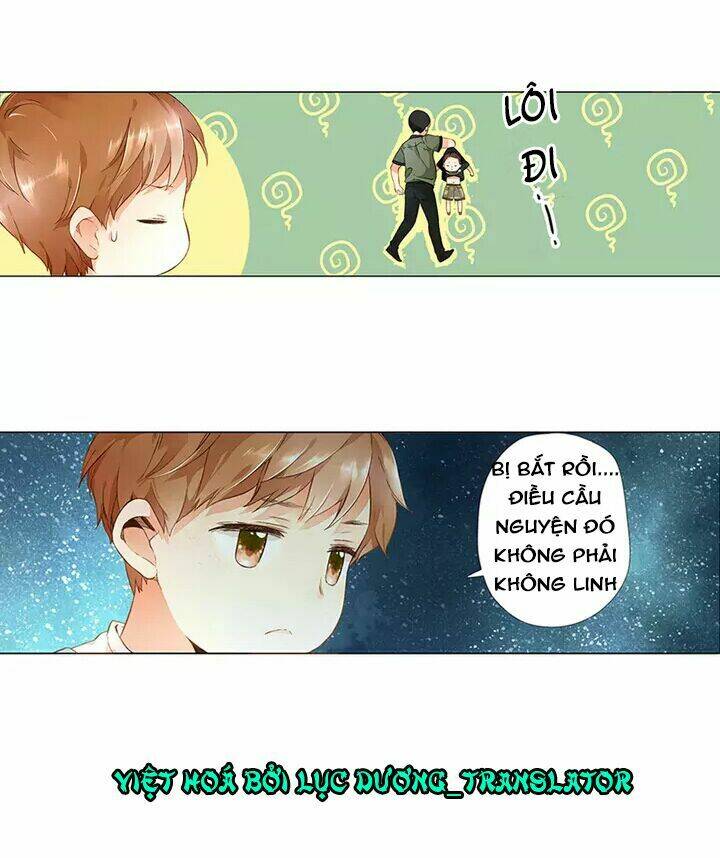 LÔI
ĐI
BỊ BẮT RỒI....
ĐIỀU CẦU
NGUYỆN ĐÓ
KHÔNG PHẢI
KHÔNG LINH
VIỆT HOÁ BỞI LỤC DƯƠNG_TRANSLATOR